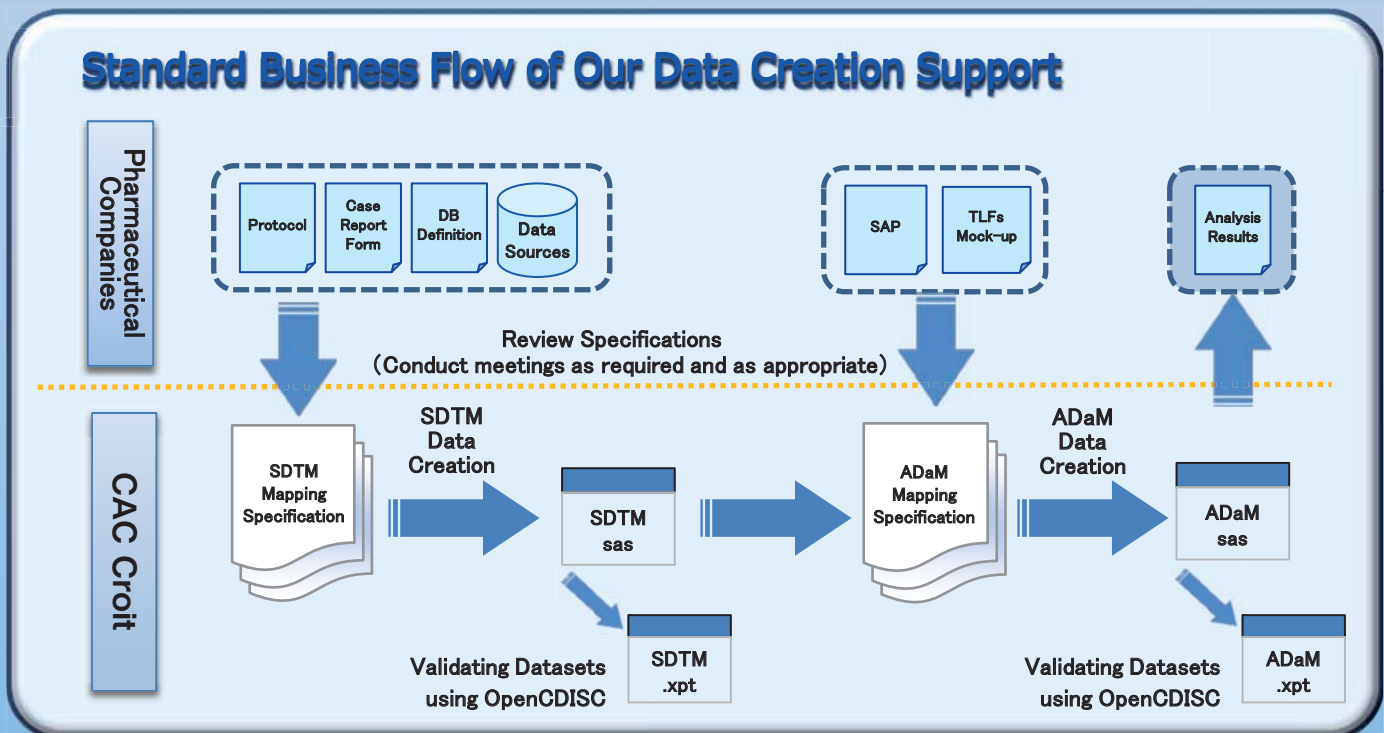 Standard Business Flow of Our Data Creation Support
Pharmaceutical
Companies
Protocol
Case
Report
Form
DB
Definition
Data
Sources
SAP
TLFs
Mock-up
Analysis
Results
Review Specifications
(Conduct meetings as required and as appropriate)
CAC Croit
SDTM
Mapping
Specification
SDTM
Data
Creation
SDTM
sas
ADaM
Mapping
Specification
ADaM
Data
Creation
ADaM
sas
Validating Datasets
using OpenCDISC
SDTM
.xpt
Validating Datasets
using OpenCDISC
ADaM
.xpt